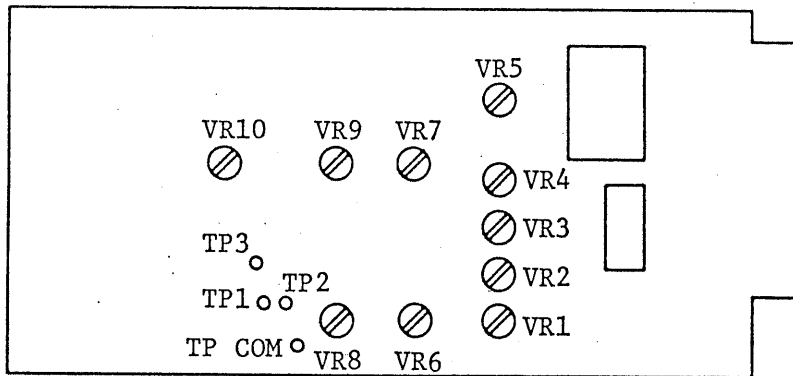 VR5
VR10 VR9 VR7
VR4
VR3
TP3
VR2
TP1 TP2
VR1
TP COM VR8 VR6